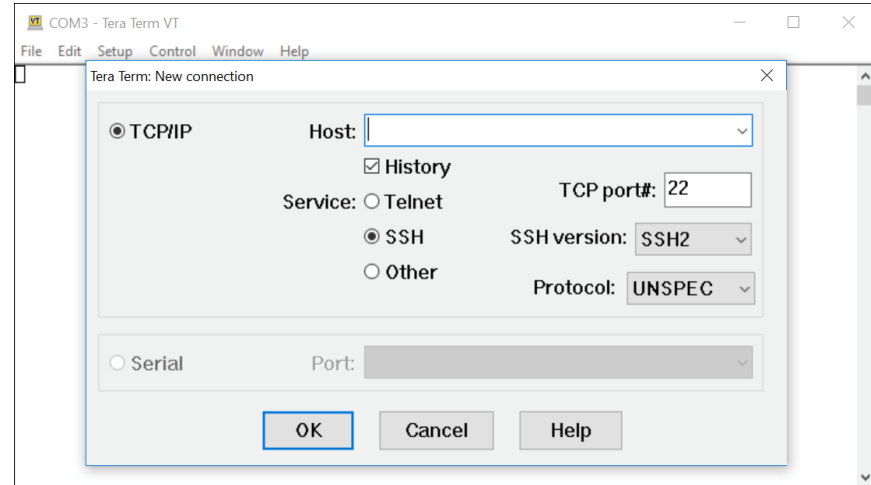 COM3 - Tera Term VT
File Edit Setup Control Window Help
Tera Term: New connection
TCP/IP Host:
History
Service: Telnet TCP port#: 22
SSH SSH version: SSH2
Other Protocol: UNSPEC
Serial Port:
OK Cancel Help